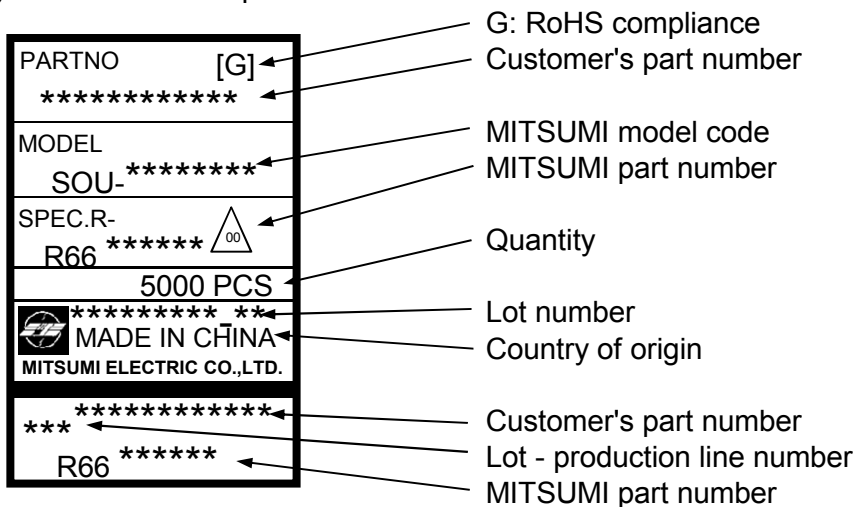 G: RoHS compliance
PARTNO [G]
Customer's part number
************
MODEL
MITSUMI model code
SOU-********
MITSUMI part number
SPEC.R-
R66 ****** 00
Quantity
5000 PCS
*********_**
Lot number
MADE IN CHINA
Country of origin
MITSUMI ELECTRIC CO.,LTD.
************
Customer's part number
***
Lot - production line number
R66 ******
MITSUMI part number